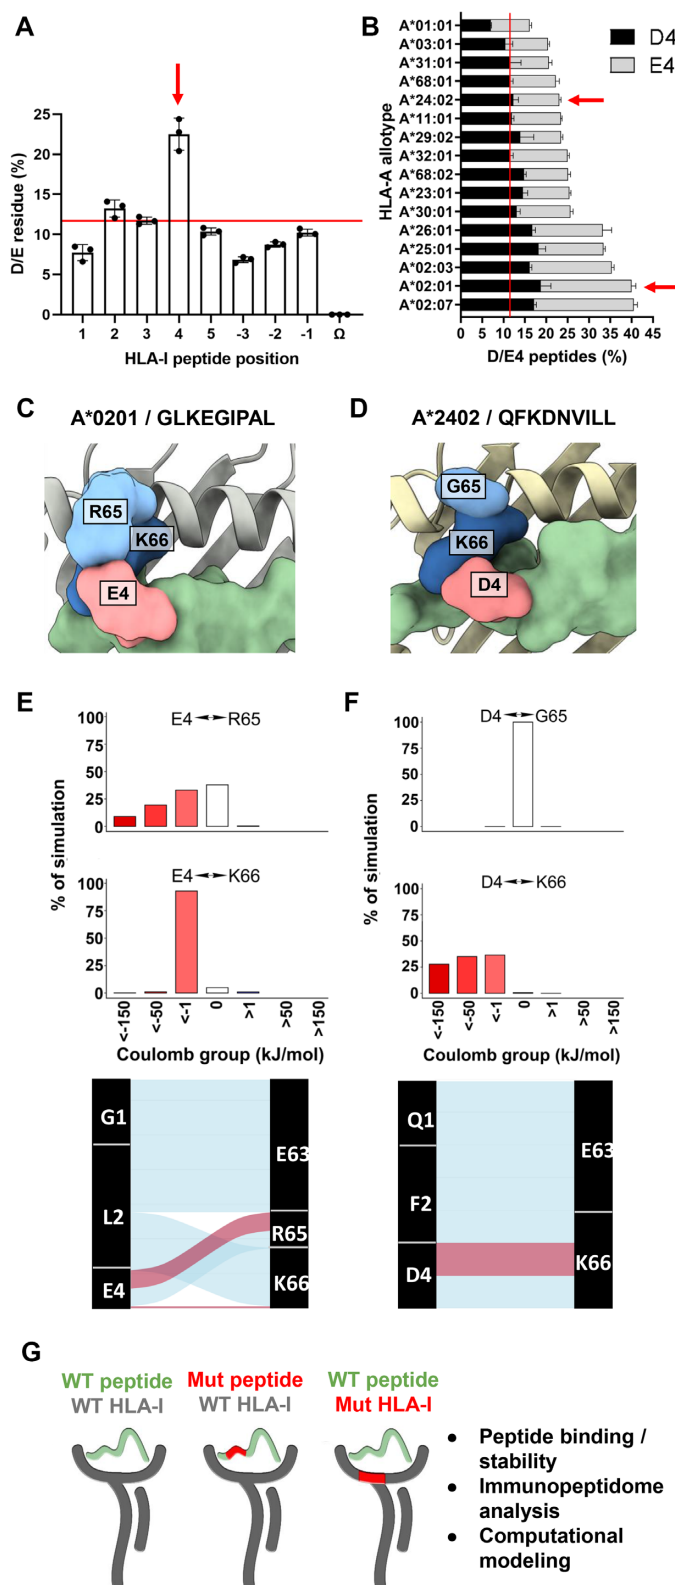 A
D/E residue (%)
25
20
15
10
5
0
1 2 3 4 5 -3 -2 -1 Ω
HLA-I peptide position
B
HLA-A allotype
A*01:01
A*03:01
A*31:01
A*68:01
A*24:02
A*11:01
A*29:02
A*32:01
A*68:02
A*23:01
A*30:01
A*26:01
A*25:01
A*02:03
A*02:01
A*02:07
0 5 10 15 20 25 30 35 40 45
D/E4 peptides (%)
D4
E4
C
A*0201 / GLKEGIPAL
R65
K66
E4
D
A*2402 / QFKDNVILL
G65
K66
D4
E
% of simulation
100
75
50
25
0
E4 R65
100
75
50
25
0
E4 K66
<-150 <-50 <-1 0 >1 >50 >150
Coulomb group (kJ/mol)
G1
L2
E4
E63
R65
K66
F
% of simulation
100
75
50
25
0
D4 G65
100
75
50
25
0
D4 K66
<-150 <-50 <-1 0 >1 >50 >150
Coulomb group (kJ/mol)
Q1
F2
D4
E63
K66
G
WT peptide
WT HLA-I
Mut peptide
WT HLA-I
WT peptide
Mut HLA-I
• Peptide binding /
stability
• Immunopeptidome
analysis
• Computational
modeling